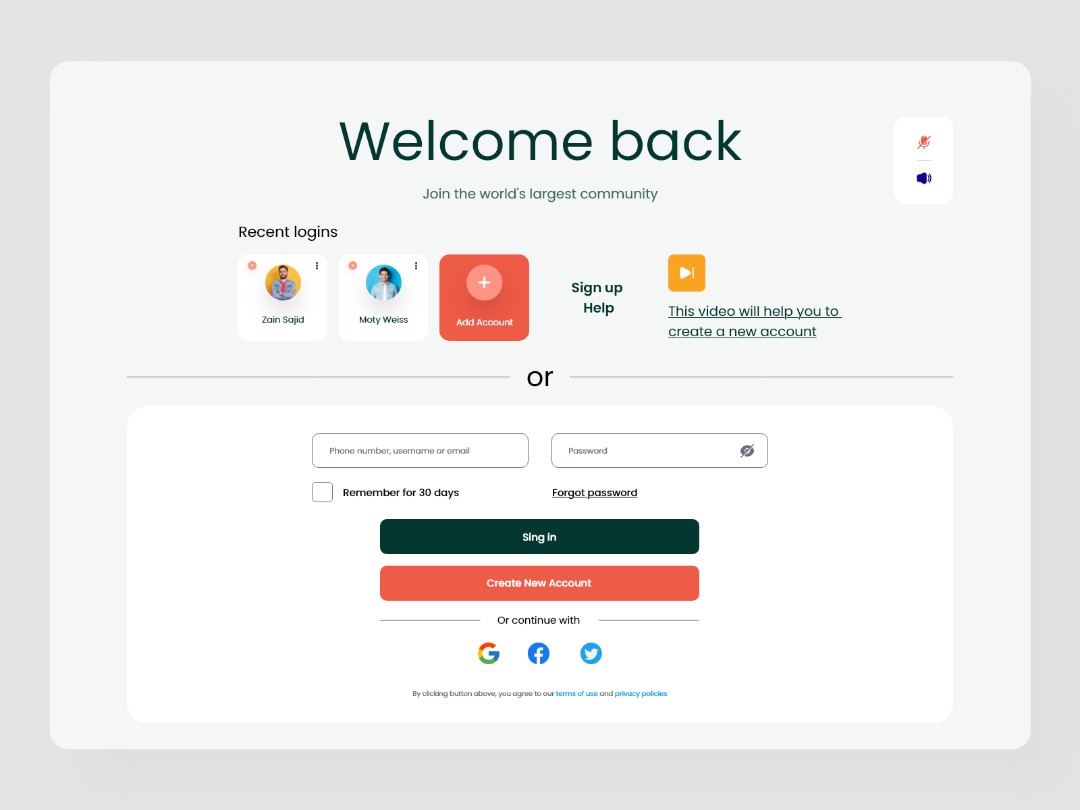 Welcome back
Join the world's largest community
Recent logins
Zain Sajid
Moty Weiss
Add Account
Sign up
Help
This video will help you to
create a new account
or
Phone number, username or email
Password
Remember for 30 days
Forgot password
Sing in
Create New Account
Or continue with
By clicking button above, you agree to our terms of use and privacy policies